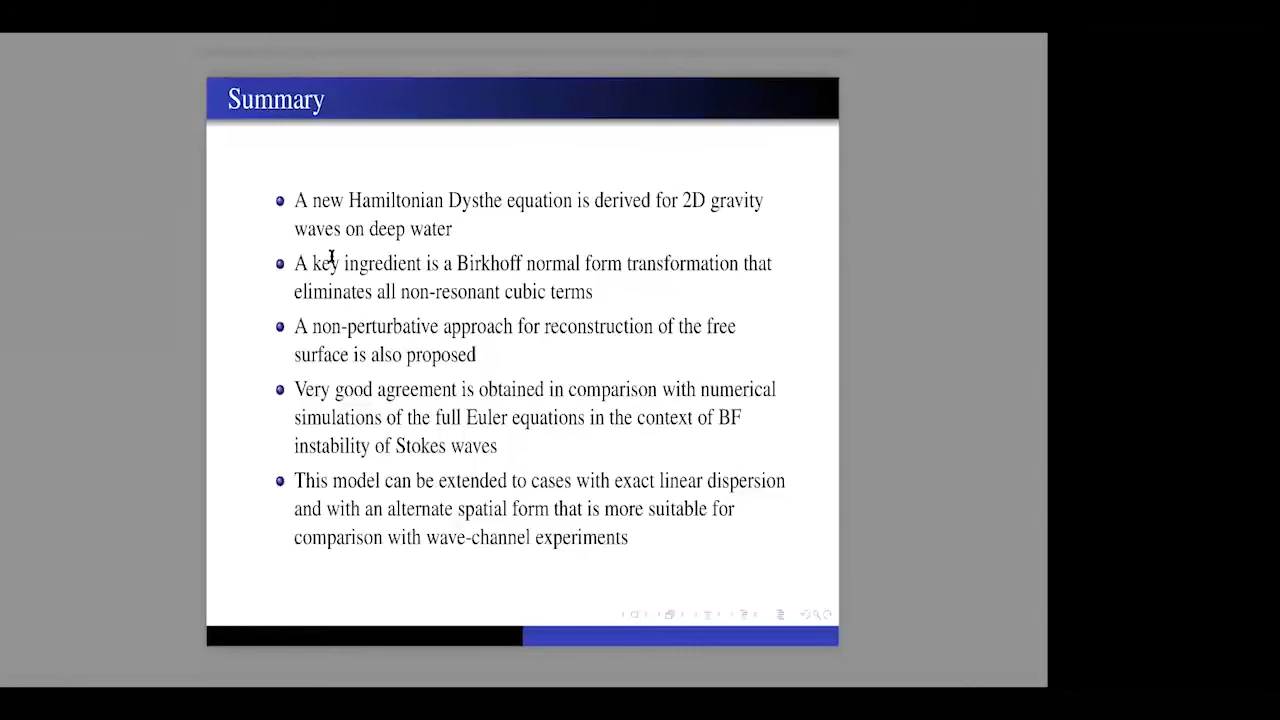 Summary
A new Hamiltonian Dysthe equation is derived for 2D gravity
waves on deep water
A key ingredient is a Birkhoff normal form transformation that
eliminates all non-resonant cubic terms
A non-perturbative approach for reconstruction of the free
surface is also proposed
Very good agreement is obtained in comparison with numerical
simulations of the full Euler equations in the context of BF
instability of Stokes waves
This model can be extended to cases with exact linear dispersion
and with an alternate spatial form that is more suitable for
comparison with wave-channel experiments